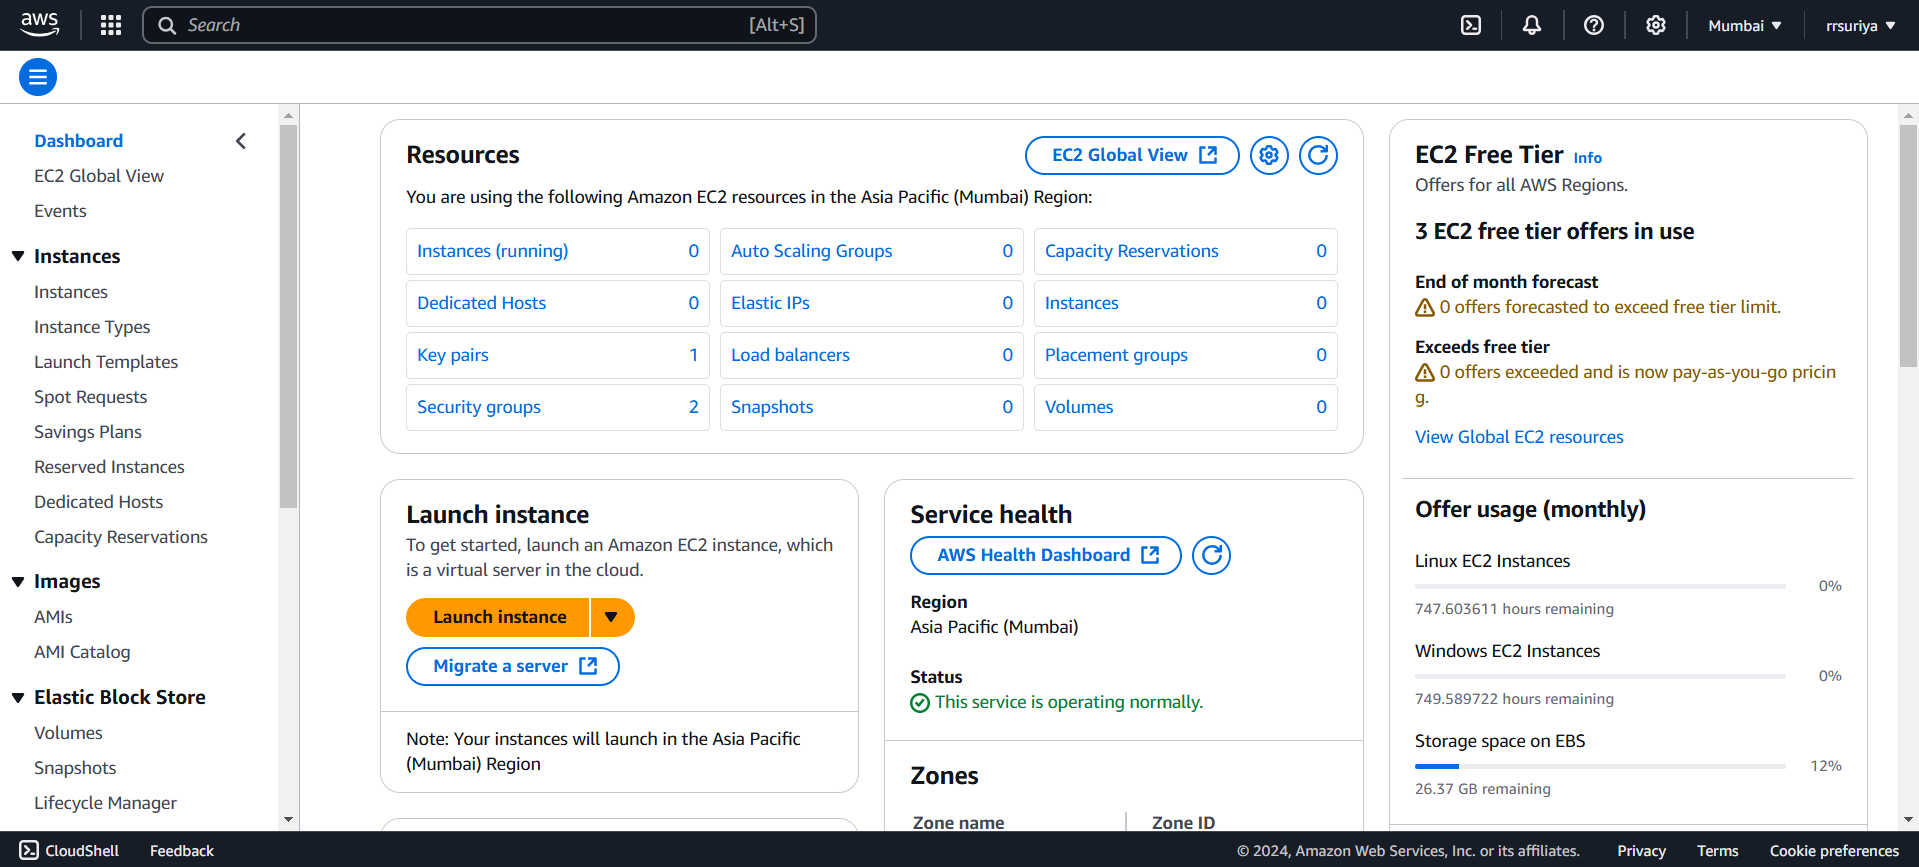 aws
Search
[Alt+S]
Mumbai
rrsuriya
Dashboard
EC2 Global View
Events
Instances
Instances
Instance Types
Launch Templates
Spot Requests
Savings Plans
Reserved Instances
Dedicated Hosts
Capacity Reservations
Images
AMIs
AMI Catalog
Elastic Block Store
Volumes
Snapshots
Lifecycle Manager
Resources
EC2 Global View
You are using the following Amazon EC2 resources in the Asia Pacific (Mumbai) Region:
Instances (running) 0
Auto Scaling Groups 0
Capacity Reservations 0
Dedicated Hosts 0
Elastic IPs 0
Instances 0
Key pairs 1
Load balancers 0
Placement groups 0
Security groups 2
Snapshots 0
Volumes 0
Launch instance
To get started, launch an Amazon EC2 instance, which
is a virtual server in the cloud.
Launch instance
Migrate a server
Note: Your instances will launch in the Asia Pacific
(Mumbai) Region
Service health
AWS Health Dashboard
Region
Asia Pacific (Mumbai)
Status
This service is operating normally.
Zones
Zone name
Zone ID
EC2 Free Tier Info
Offers for all AWS Regions.
3 EC2 free tier offers in use
End of month forecast
0 offers forecasted to exceed free tier limit.
Exceeds free tier
0 offers exceeded and is now pay-as-you-go pricin
g.
View Global EC2 resources
Offer usage (monthly)
Linux EC2 Instances
0%
747.603611 hours remaining
Windows EC2 Instances
0%
749.589722 hours remaining
Storage space on EBS
12%
26.37 GB remaining
CloudShell
Feedback
© 2024, Amazon Web Services, Inc. or its affiliates.
Privacy
Terms
Cookie preferences